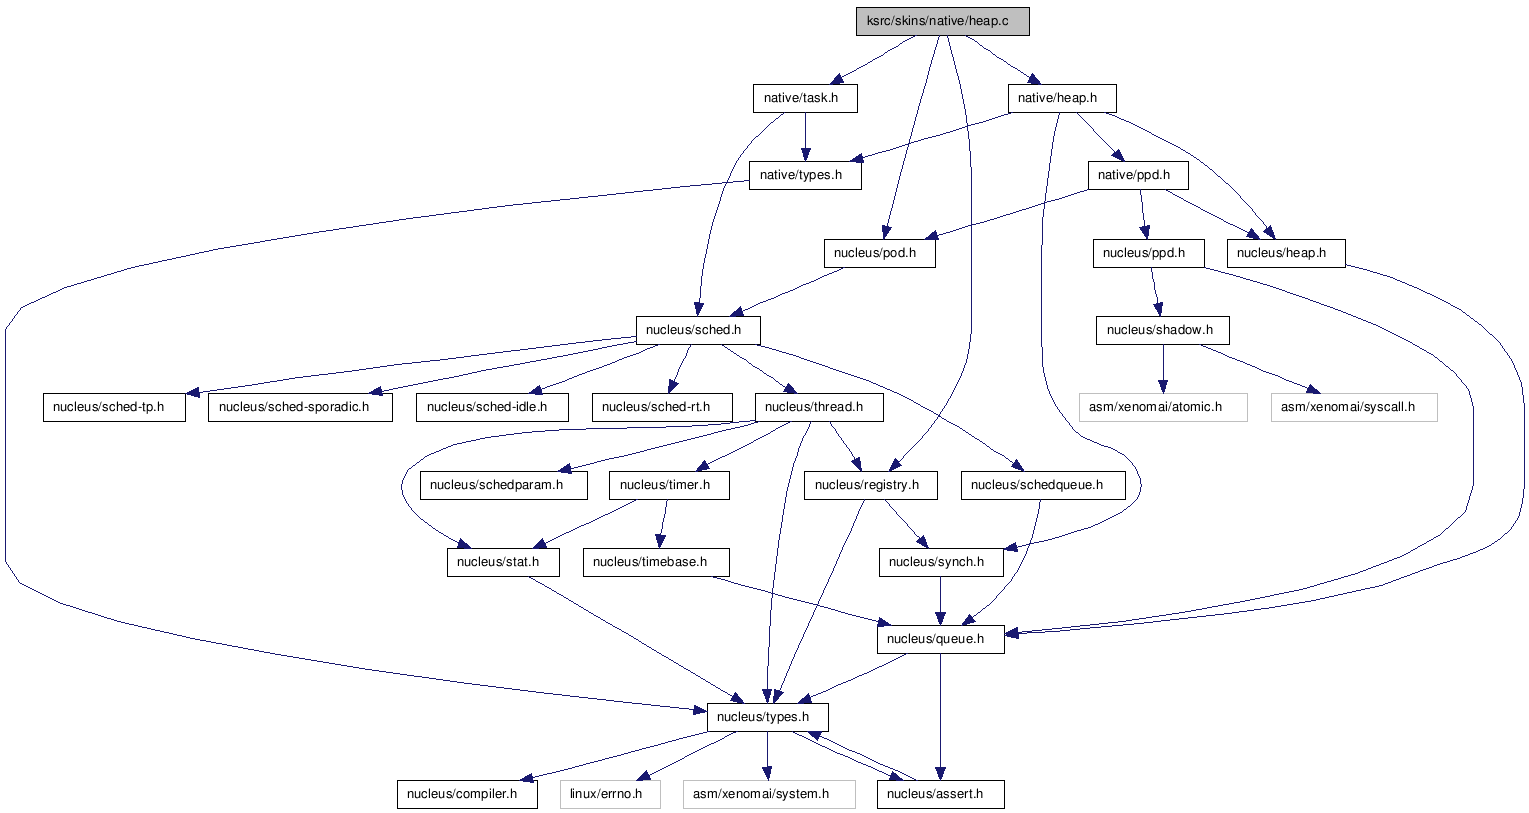 ksrc/skins/native/heap.c
native/task.h
native/heap.h
native/types.h
native/ppd.h
nucleus/pod.h
nucleus/ppd.h
nucleus/heap.h
nucleus/sched.h
nucleus/shadow.h
nucleus/sched-tp.h
nucleus/sched-sporadic.h
nucleus/sched-idle.h
nucleus/sched-rt.h
nucleus/thread.h
asm/xenomai/atomic.h
asm/xenomai/syscall.h
nucleus/schedparam.h
nucleus/timer.h
nucleus/registry.h
nucleus/schedqueue.h
nucleus/stat.h
nucleus/timebase.h
nucleus/synch.h
nucleus/queue.h
nucleus/types.h
nucleus/compiler.h
linux/errno.h
asm/xenomai/system.h
nucleus/assert.h